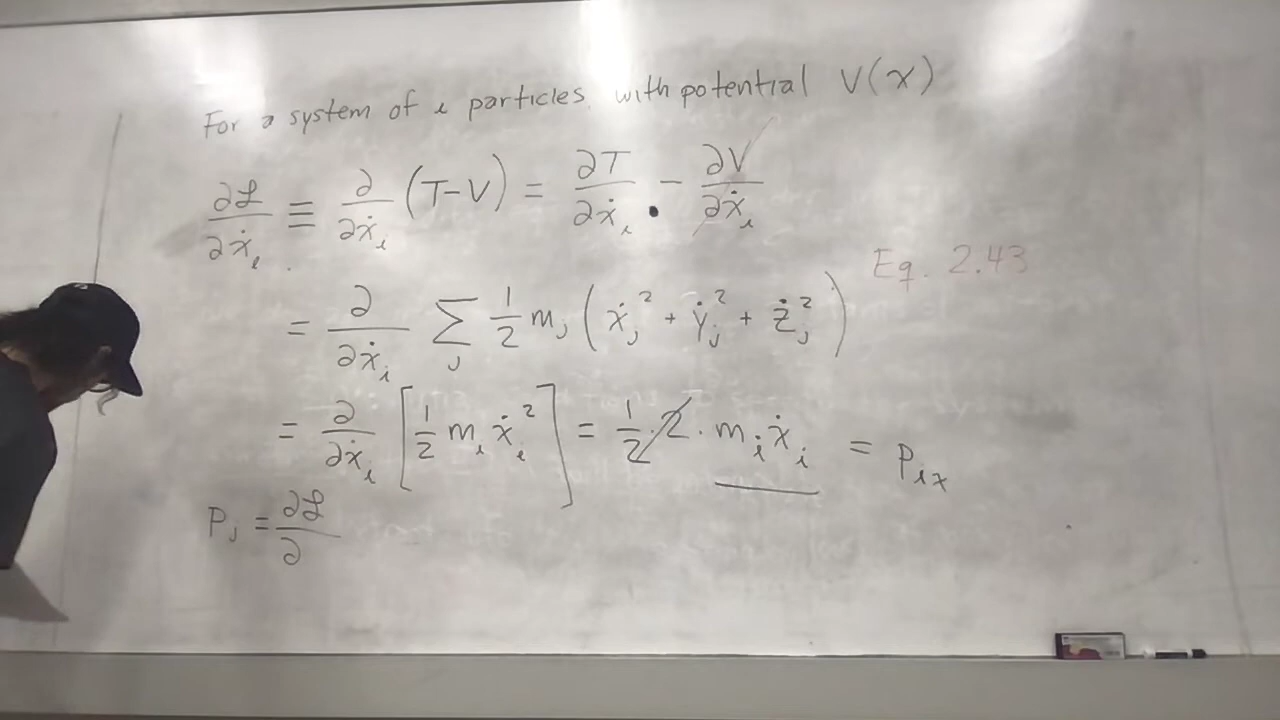 For a system of i particles with potential V(x)
∂ℒ/∂ẋᵢ ≡ ∂/∂ẋᵢ (T-V) = ∂T/∂ẋᵢ - ∂V/∂ẋᵢ
Eq. 2.43
= ∂/∂ẋᵢ ∑ⱼ 1/2 mⱼ (ẋⱼ² + ẏⱼ² + żⱼ²)
= ∂/∂ẋᵢ [1/2 mᵢ ẋᵢ²] = 1/2 · 2 · mᵢ ẋᵢ = pᵢₓ
Pⱼ = ∂ℒ/∂